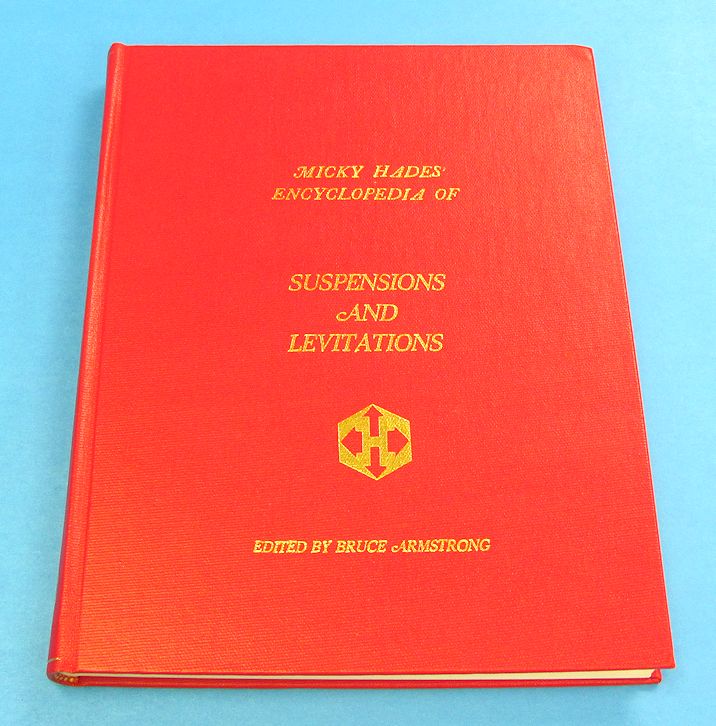 MICKY HADES'
ENCYCLOPEDIA OF
SUSPENSIONS
AND
LEVITATIONS
H
EDITED BY BRUCE ARMSTRONG